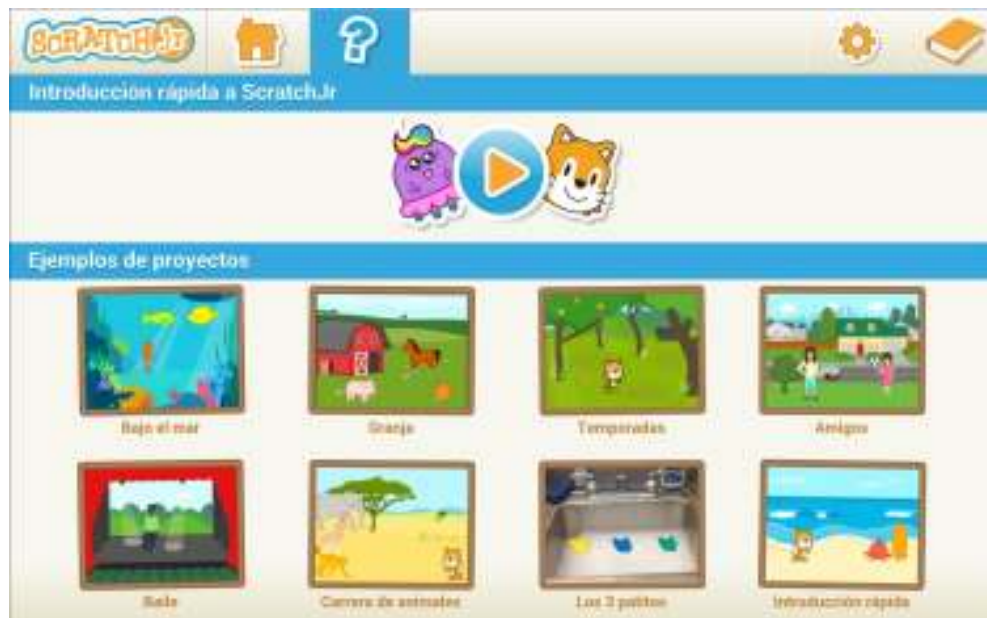 SCRATCHJr
Introducción rápida a ScratchJr
Ejemplos de proyectos
Bajo el mar
Granja
Temporadas
Amigos
Baile
Carrera de animales
Los 3 patitos
Introducción rápida